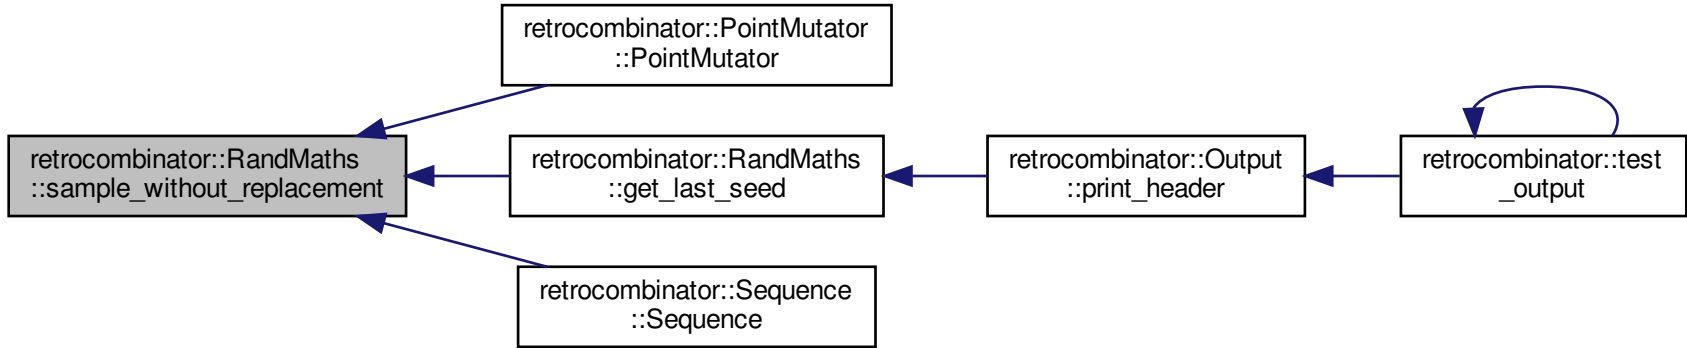 retrocombinator::PointMutator
::PointMutator
retrocombinator::RandMaths
::sample_without_replacement
retrocombinator::RandMaths
::get_last_seed
retrocombinator::Output
::print_header
retrocombinator::test
_output
retrocombinator::Sequence
::Sequence